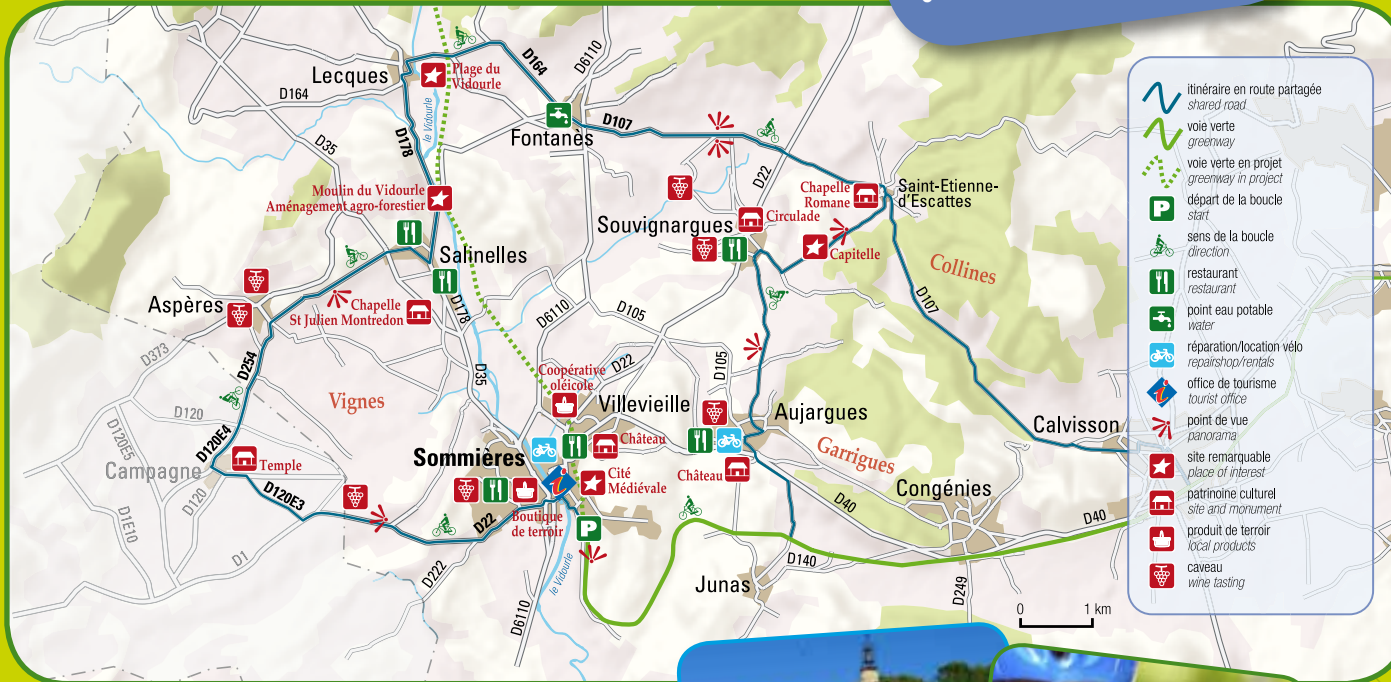 Lecques
Plage du
Vidourle
D164
D6110
D164
le Vidourle
Fontanès
D107
D178
D35
D22
Moulin du Vidourle
Aménagement agro-forestier
Chapelle
Romane
Saint-Etienne-
d'Escattes
Souvignargues
Circulade
Capitelle
Collines
Salinelles
Aspères
Chapelle
St Julien Montredon
D178
D6110
D105
D107
D373
D254
D35
D22
D105
Coopérative
oléicole
Vignes
D120
D120E5
D120E4
Villevieille
Aujargues
Calvisson
Campagne
Temple
Sommières
Château
Château
Garrigues
Cité
Médiévale
D120
D120E3
D1E10
D1
D22
Boutique
de terroir
P
Congénies
D40
D40
D222
le Vidourle
D6110
Junas
D140
D249
0 1 km
itinéraire en route partagée
shared road
voie verte
greenway
voie verte en projet
greenway in project
P
départ de la boucle
start
sens de la boucle
direction
restaurant
restaurant
point eau potable
water
réparation/location vélo
repairshop/rentals
office de tourisme
tourist office
point de vue
panorama
site remarquable
place of interest
patrimoine culturel
site and monument
produit de terroir
local products
caveau
wine tasting